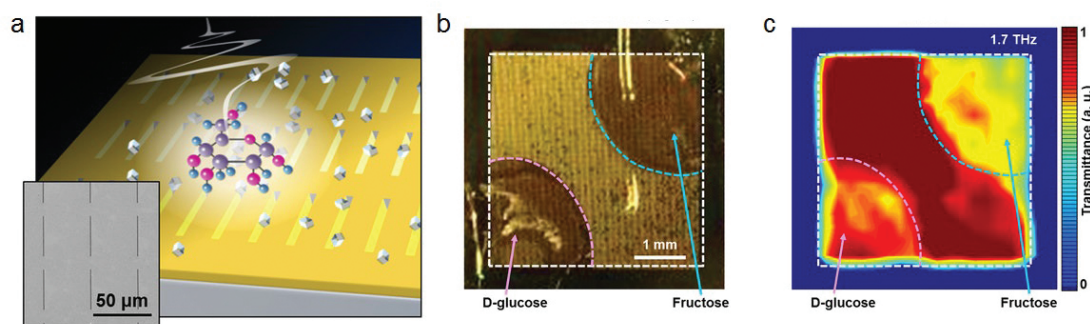 a
50 μm
b
1 mm
D-glucose
Fructose
c
1.7 THz
1
Transmittance (a. u.)
0
D-glucose
Fructose